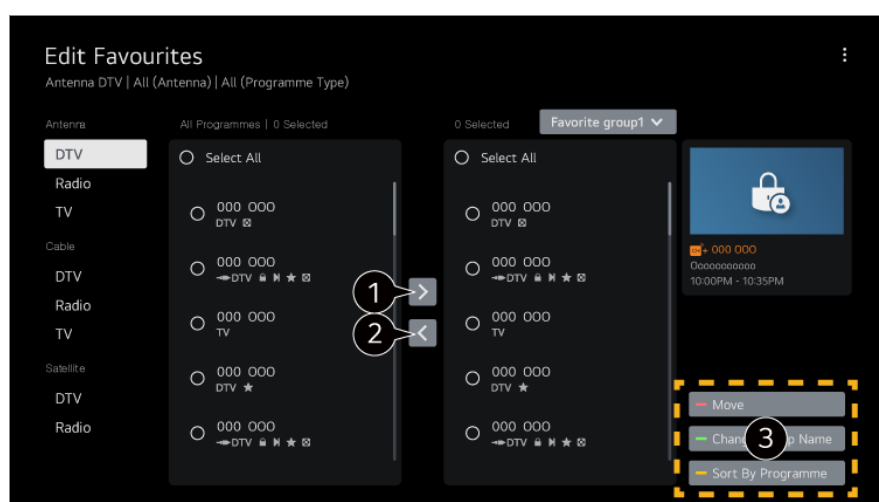 Edit Favourites
Antenna DTV | All (Antenna) | All (Programme Type)
Antenna
DTV
Radio
TV
Cable
DTV
Radio
TV
Satellite
DTV
Radio
All Programmes | 0 Selected
Select All
000 000
DTV
000 000
DTV
000 000
TV
000 000
DTV
000 000
DTV
1
2
0 Selected
Favorite group1
Select All
000 000
DTV
000 000
DTV
000 000
TV
000 000
DTV
000 000
DTV
+ 000 000
Oooooooooo
10:00PM - 10:35PM
Move
Name
3
Sort By Programme